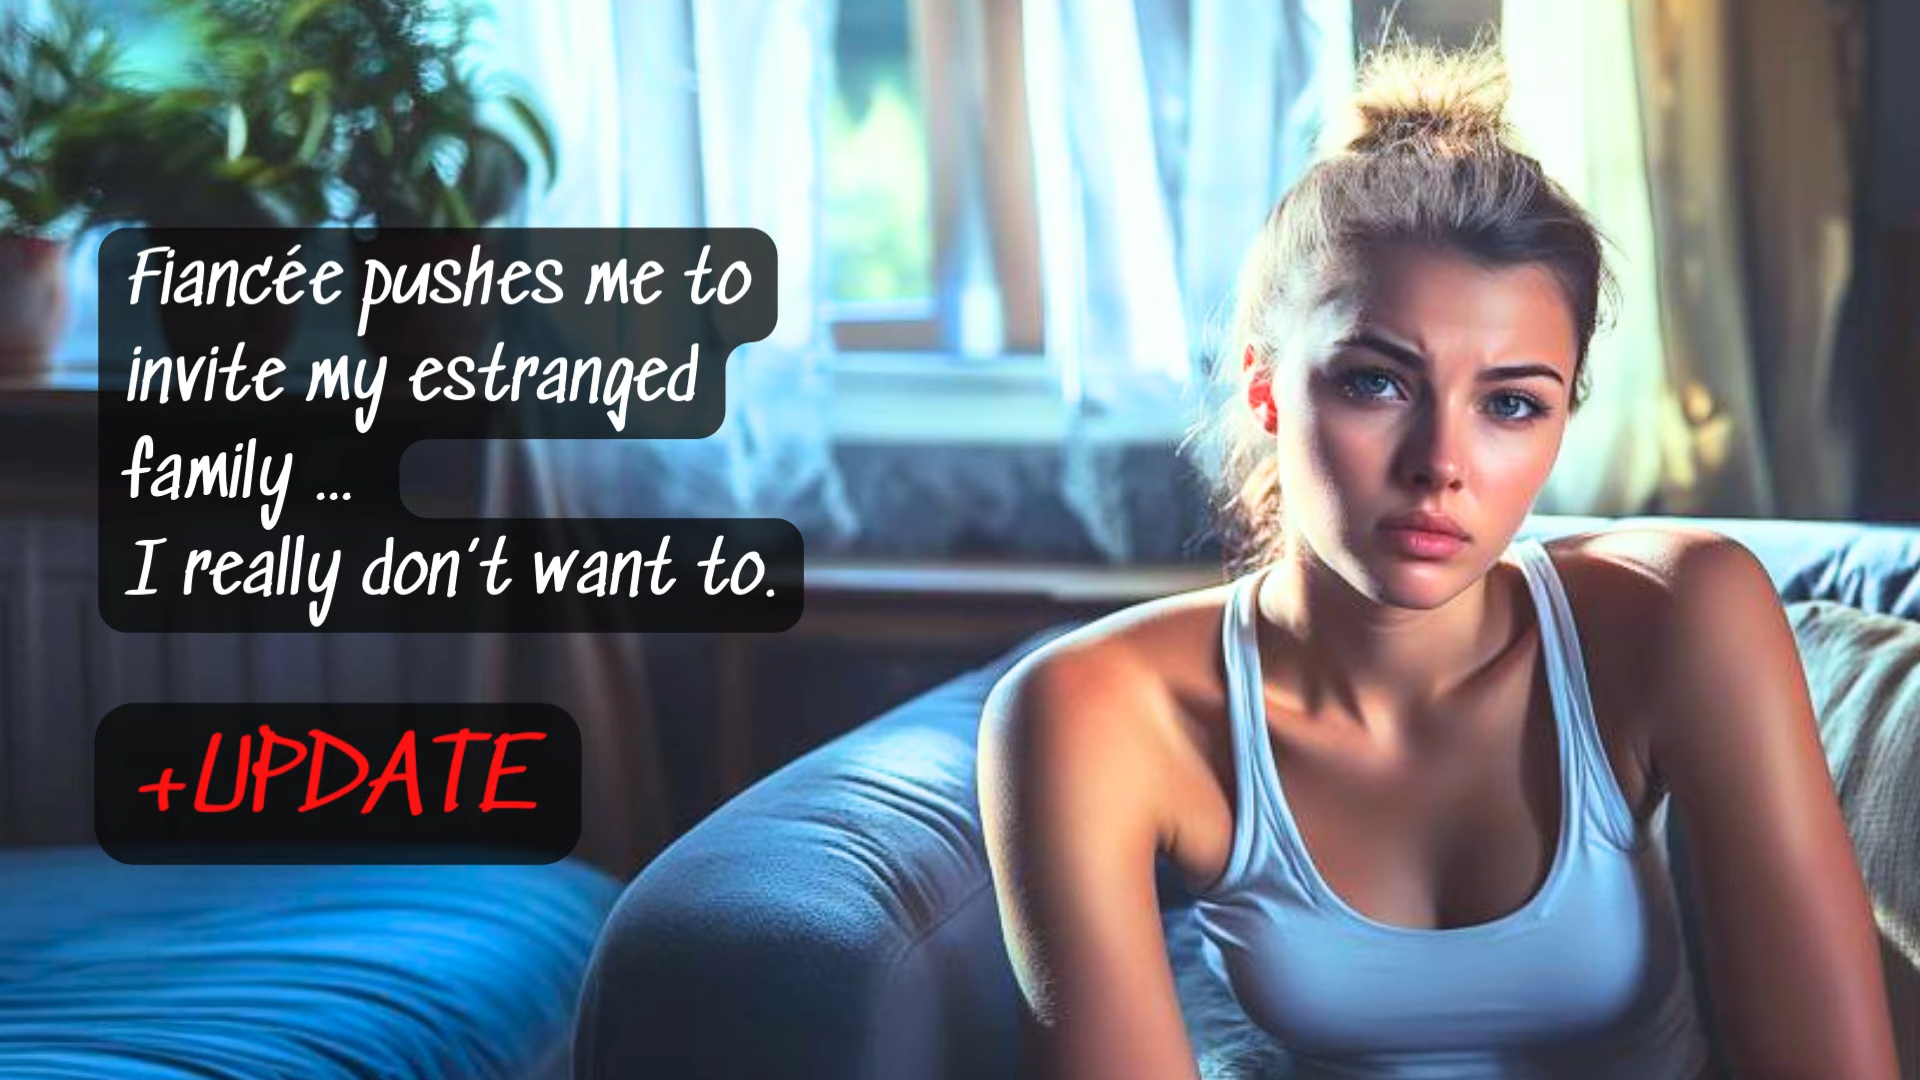 Fiancée pushes me to
invite my estranged
family ...
I really don't want to.
+UPDATE